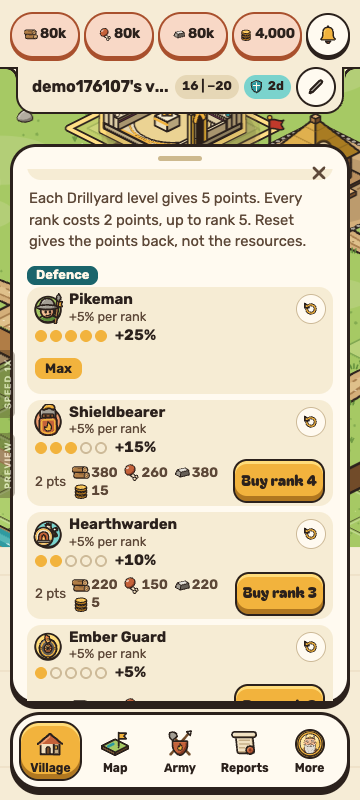 80k 80k 80k 4,000
demo176107's v... 16 | −20 2d
Each Drillyard level gives 5 points. Every
rank costs 2 points, up to rank 5. Reset
gives the points back, not the resources.
Defence
Pikeman
+5% per rank
+25%
Max
Shieldbearer
+5% per rank
+15%
2 pts 380 260 380
15
Buy rank 4
Hearthwarden
+5% per rank
+10%
2 pts 220 150 220
5
Buy rank 3
Ember Guard
+5% per rank
+5%
SPEED 1X
PREVIEW
Village Map Army Reports More